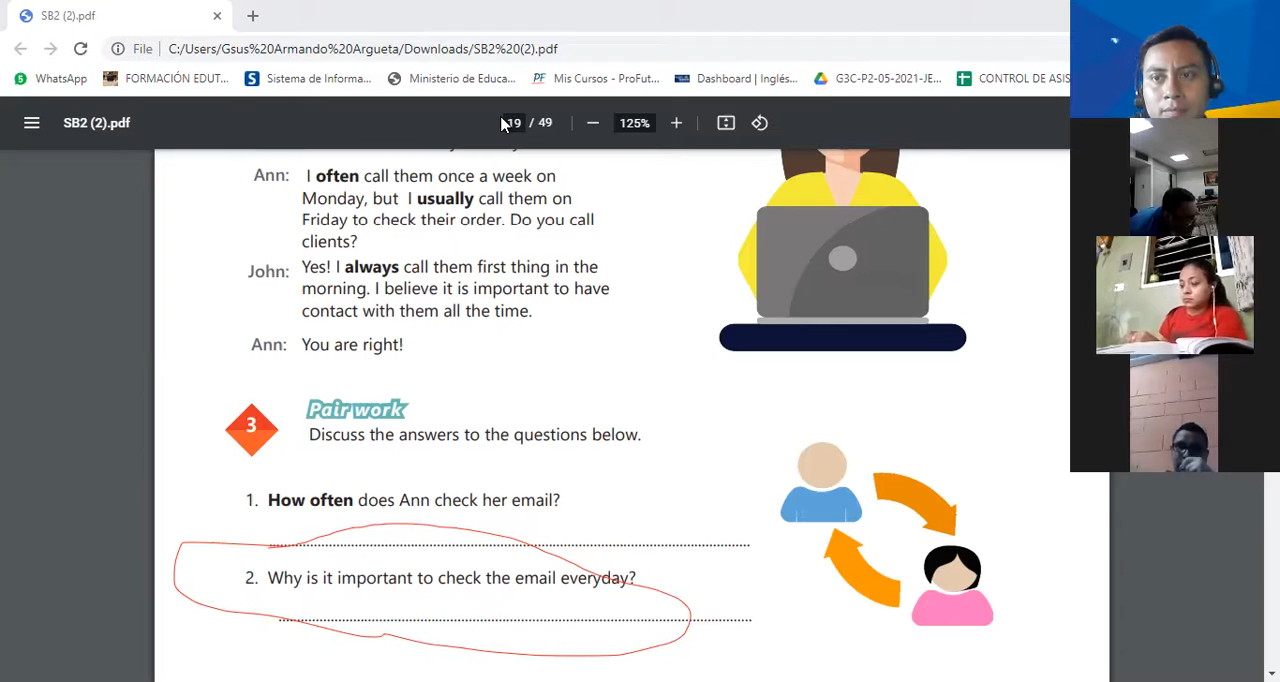 SB2 (2).pdf
File
C:/Users/Gsus%20Armando%20Argueta/Downloads/SB2%20(2).pdf
5 WhatsApp
FORMACIÓN EDUT...
S Sistema de Informa...
Ministerio de Educa...
PF Mis Cursos - ProFut...
Dashboard | Inglés...
G3C-P2-05-2021-JE...
CONTROL DE ASIS
SB2 (2).pdf
19 / 49
125%
Ann: I often call them once a week on
Monday, but I usually call them on
Friday to check their order. Do you call
clients?
John: Yes! I always call them first thing in the
morning. I believe it is important to have
contact with them all the time.
Ann: You are right!
3
Pair work
Discuss the answers to the questions below.
1. How often does Ann check her email?
2. Why is it important to check the email everyday?